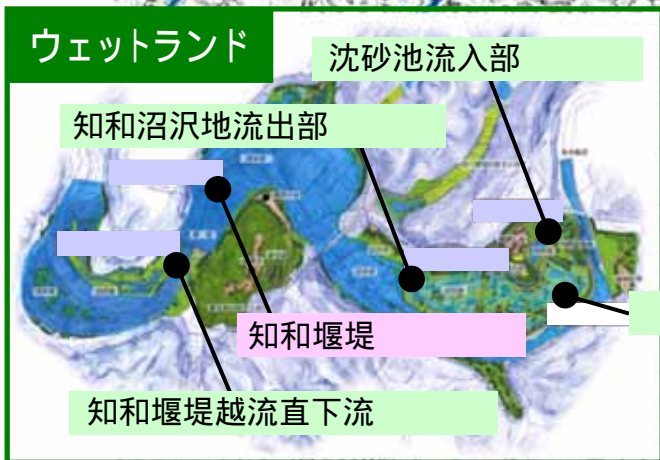 ウェットランド
沈砂池流入部
知和沼沢地流出部
知和堰堤
知和堰堤越流直下流